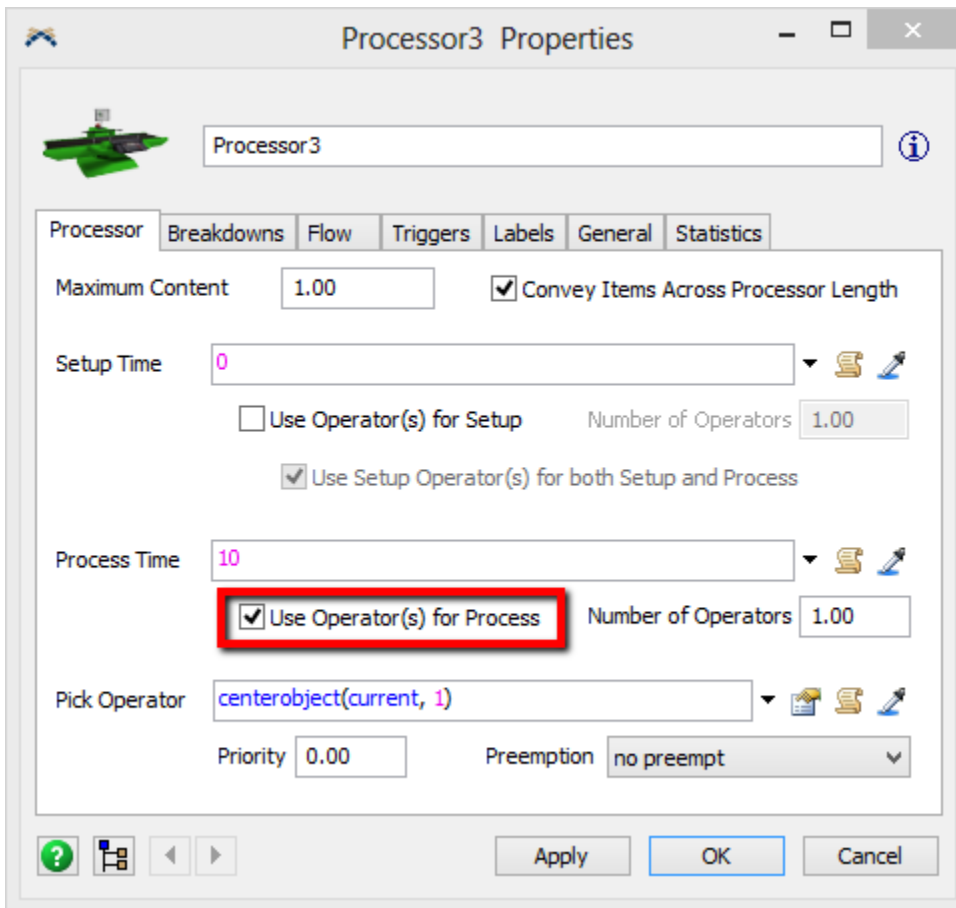 Processor3 Properties
Processor3
Processor Breakdowns Flow Triggers Labels General Statistics
Maximum Content 1.00 Convey Items Across Processor Length
Setup Time 0
Use Operator(s) for Setup Number of Operators 1.00
Use Setup Operator(s) for both Setup and Process
Process Time 10
Use Operator(s) for Process Number of Operators 1.00
Pick Operator centerobject(current, 1)
Priority 0.00 Preemption no preempt
Apply OK Cancel